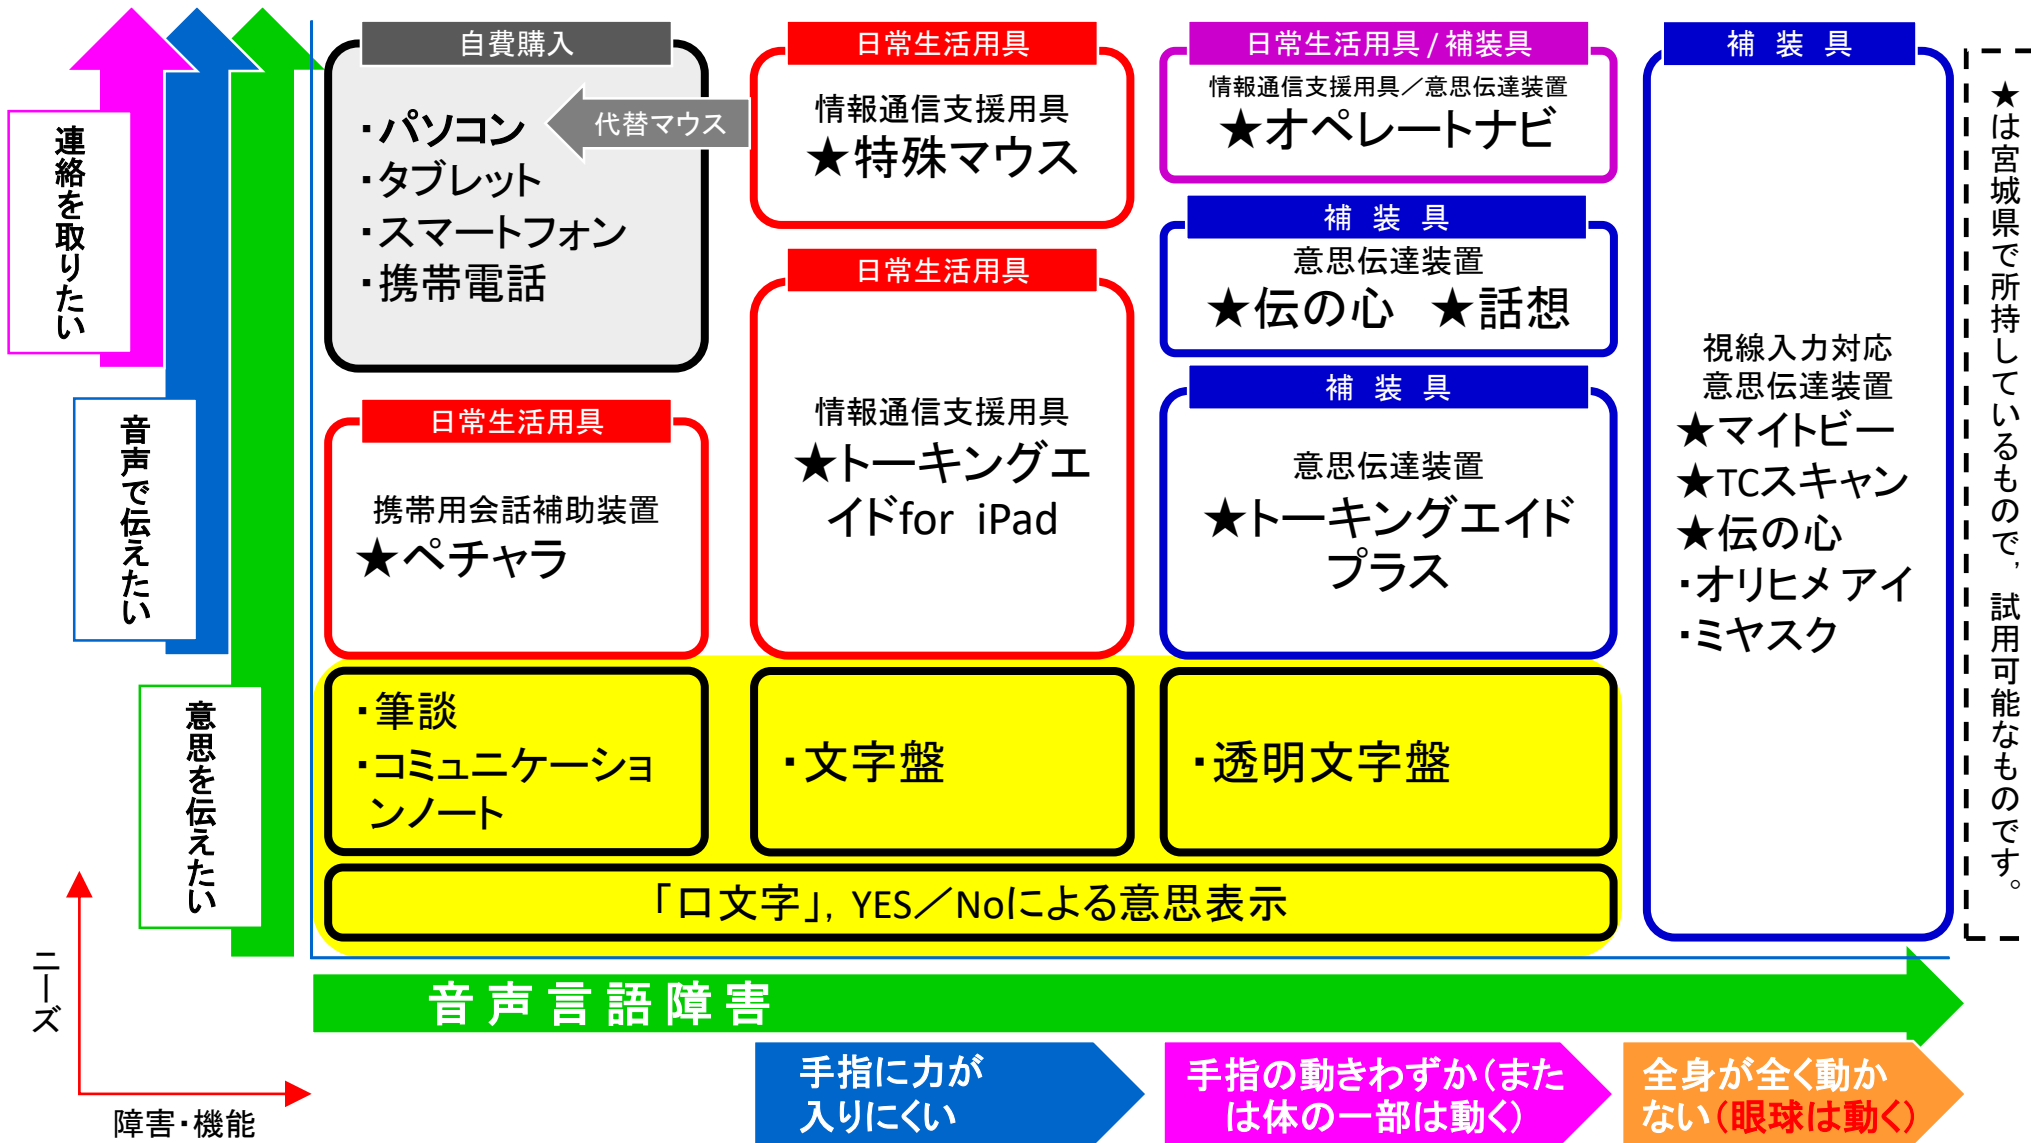 連絡を取りたい
音声で伝えたい
意思を伝えたい
ニーズ
障害・機能
自費購入
・パソコン
・タブレット
・スマートフォン
・携帯電話
代替マウス
日常生活用具
携帯用会話補助装置
★ペチャラ
・筆談
・コミュニケーショ
ンノート
日常生活用具
情報通信支援用具
★特殊マウス
日常生活用具
情報通信支援用具
★トーキングエ
イドfor iPad
・文字盤
日常生活用具/補装具
情報通信支援用具／意思伝達装置
★オペレートナビ
補装具
意思伝達装置
★伝の心 ★話想
補装具
意思伝達装置
★トーキングエイド
プラス
・透明文字盤
「口文字」，YES／Noによる意思表示
補装具
視線入力対応
意思伝達装置
★マイトビー
★TCスキャン
★伝の心
・オリヒメ アイ
・ミヤスク
★は宮城県で所持しているもので，試用可能なものです。
音声言語障害
手指に力が
入りにくい
手指の動きわずか（また
は体の一部は動く）
全身が全く動か
ない（眼球は動く）